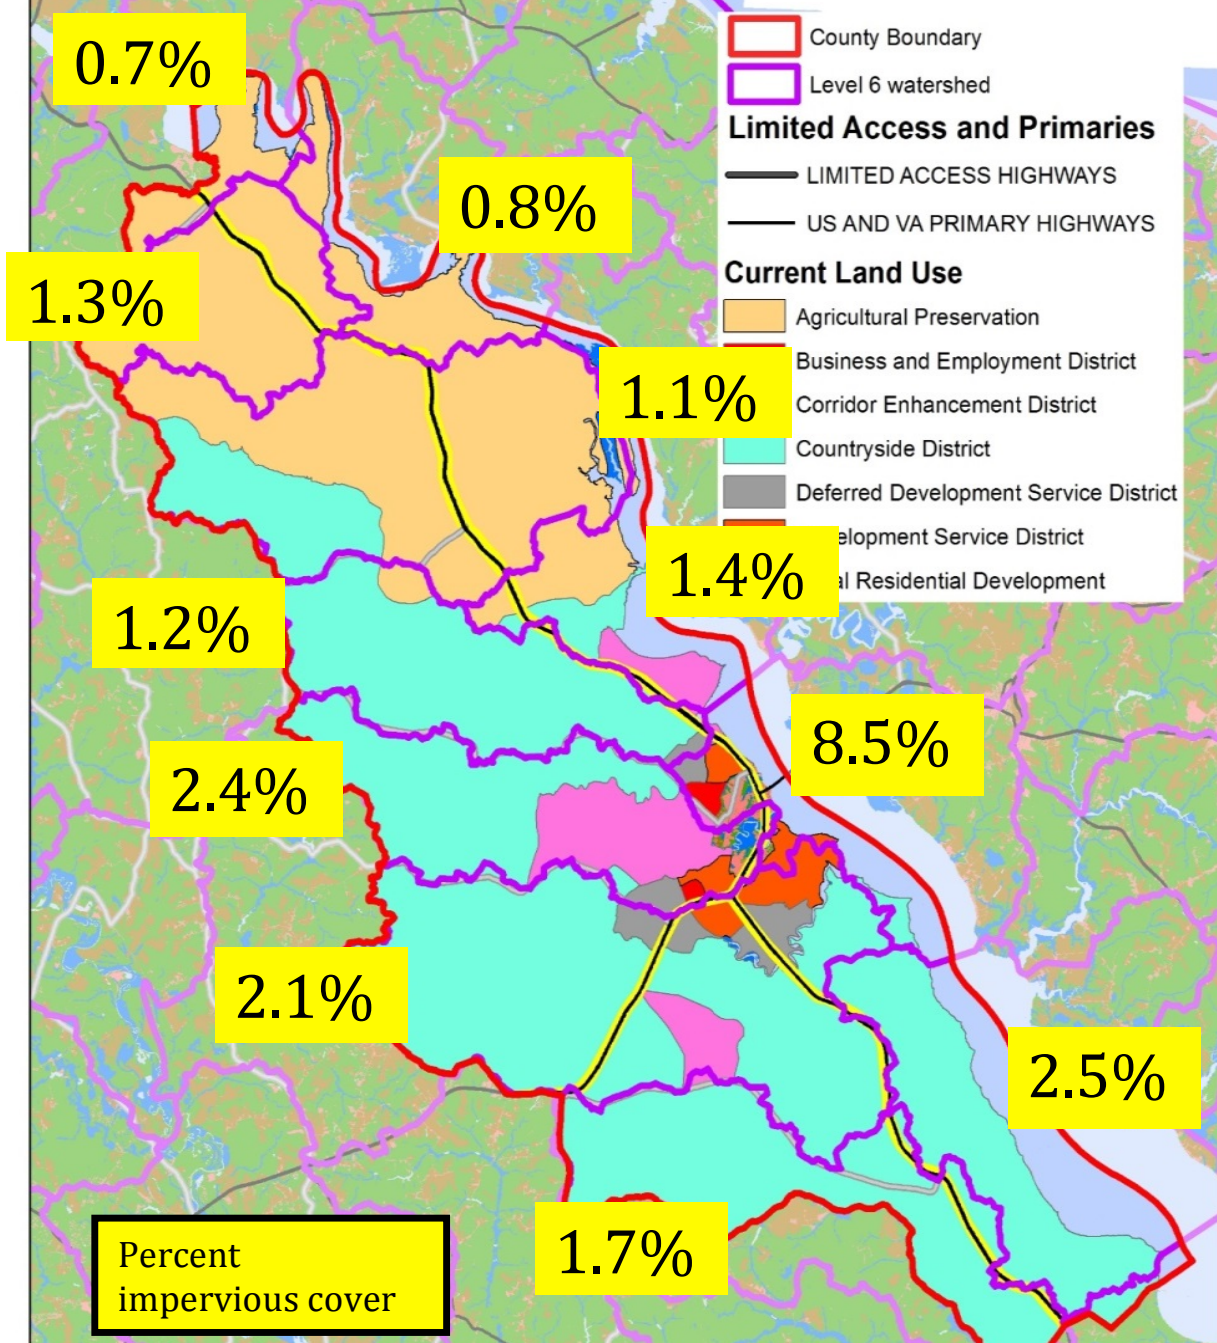 0.7%
County Boundary
Level 6 watershed
Limited Access and Primaries
LIMITED ACCESS HIGHWAYS
US AND VA PRIMARY HIGHWAYS
0.8%
1.3%
Current Land Use
Agricultural Preservation
Business and Employment District
1.1%
Corridor Enhancement District
Countryside District
Deferred Development Service District
elopment Service District
1.4%
al Residential Development
1.2%
8.5%
2.4%
2.1%
2.5%
1.7%
Percent
impervious cover